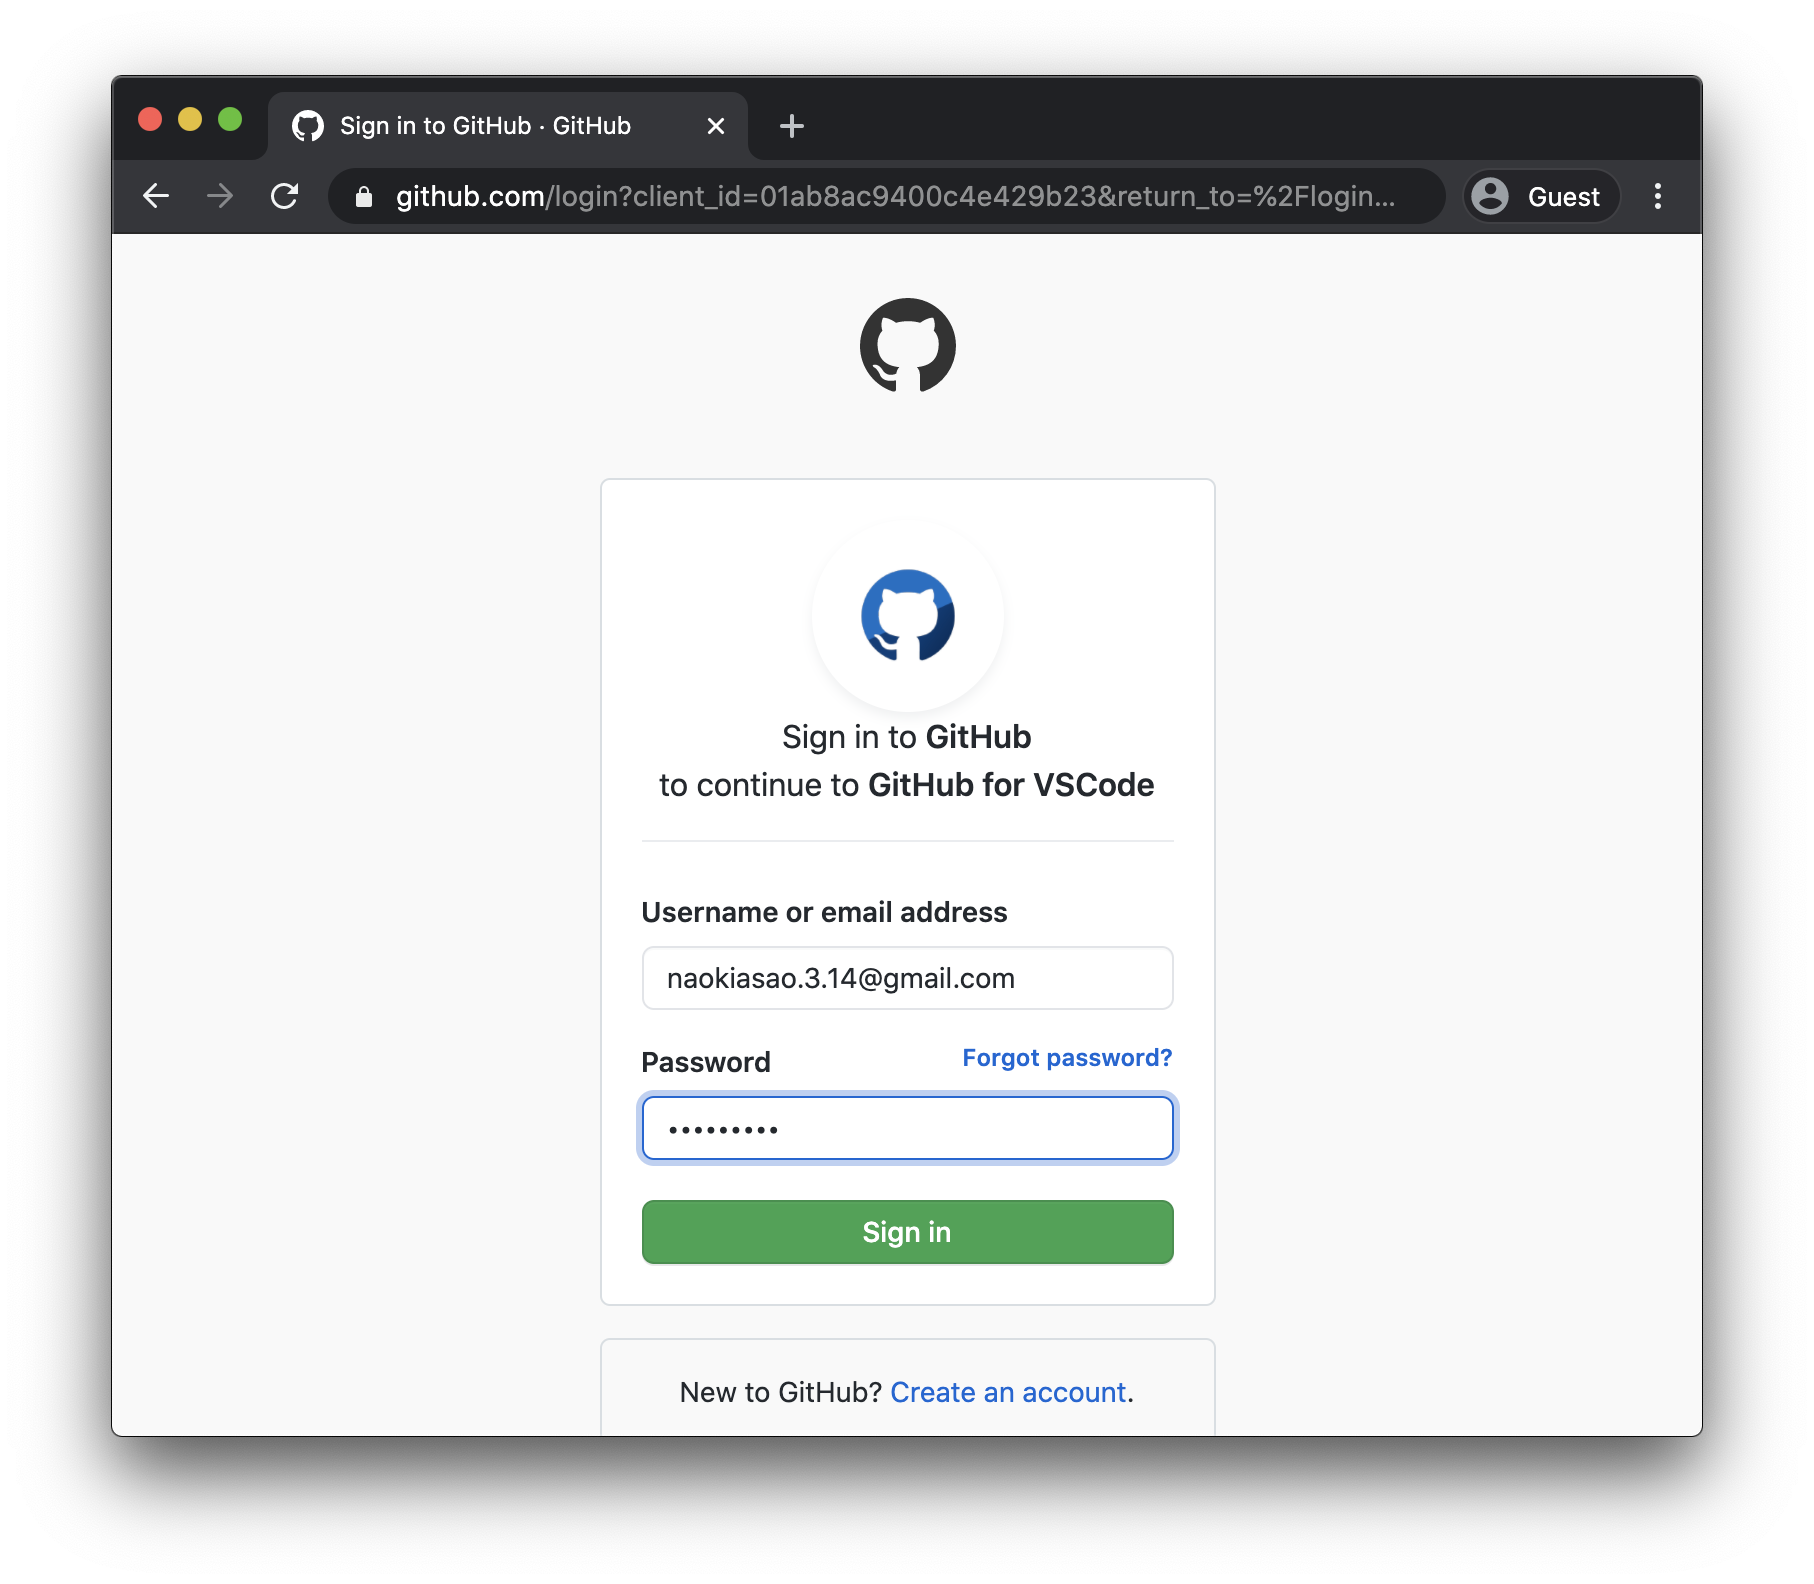 Sign in to GitHub · GitHub
github.com/login?client_id=01ab8ac9400c4e429b23&return_to=%2Flogin...
Guest
Sign in to GitHub
to continue to GitHub for VSCode
Username or email address
naokiasao.3.14@gmail.com
Password
Forgot password?
•••••••••
Sign in
New to GitHub? Create an account.